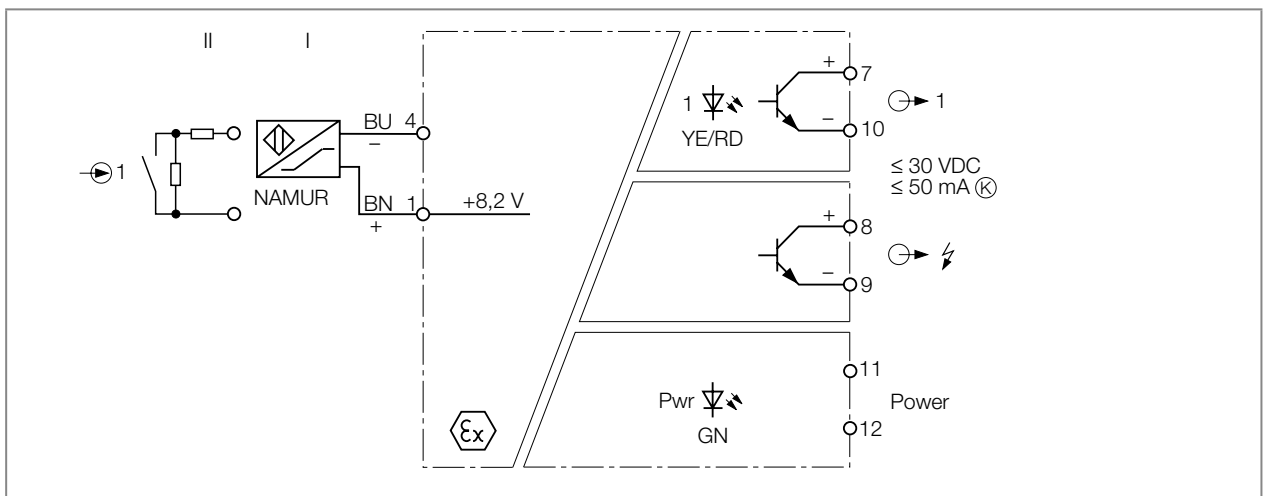 II I
BU 4
–
1
NAMUR
BN 1 +8,2 V
+
1
YE/RD
+ 7
– 10
1
≤ 30 VDC
≤ 50 mA Ⓚ
+ 8
– 9
11
Pwr
GN
12
Power
Ex